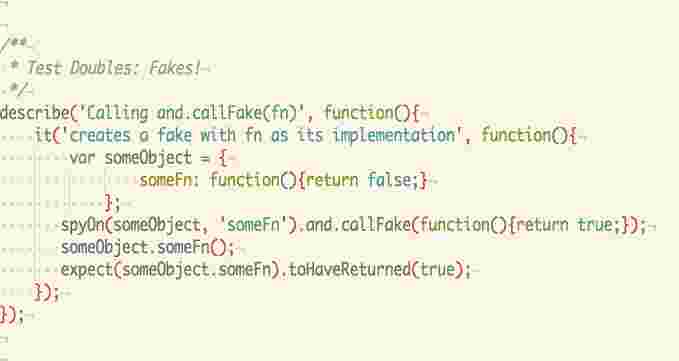 /**
* Test Doubles: Fakes!
*/
describe('Calling and.callFake(fn)', function(){
it('creates a fake with fn as its implementation', function(){
var someObject = {
someFn: function(){return false;}
};
spyOn(someObject, 'someFn').and.callFake(function(){return true;});
someObject.someFn();
expect(someObject.someFn).toHaveReturned(true);
});
});